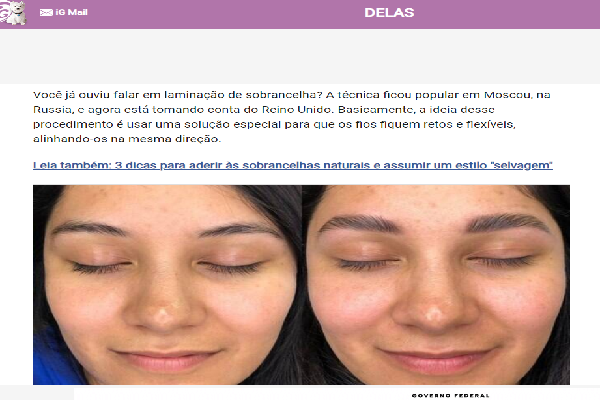 iG Mail
DELAS
Você já ouviu falar em laminação de sobrancelha? A técnica ficou popular em Moscou, na
Rússia, e agora está tomando conta do Reino Unido. Basicamente, a ideia desse
procedimento é usar uma solução especial para que os fios fiquem retos e flexíveis,
alinhando-os na mesma direção.
Leia também: 3 dicas para aderir às sobrancelhas naturais e assumir um estilo "selvagem"
GOVERNO FEDERAL